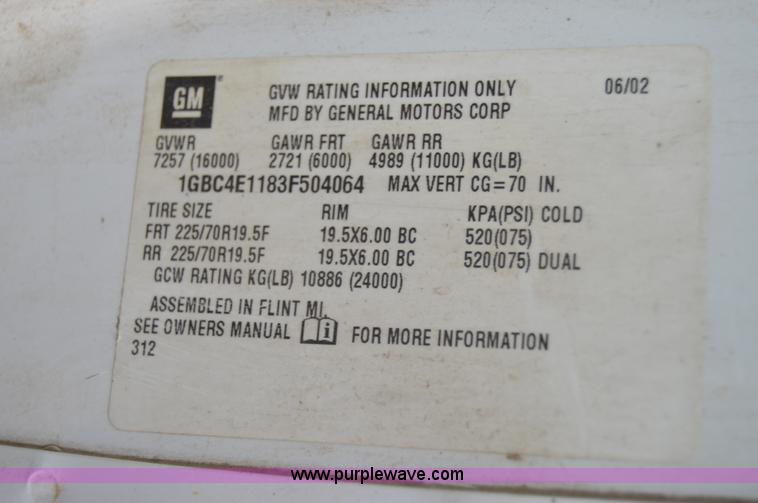 GM
GVW RATING INFORMATION ONLY 06/02
MFD BY GENERAL MOTORS CORP
GVWR GAWR FRT GAWR RR
7257 (16000) 2721 (6000) 4989 (11000) KG(LB)
1GBC4E1183F504064 MAX VERT CG=70 IN.
TIRE SIZE RIM KPA(PSI) COLD
FRT 225/70R19.5F 19.5X6.00 BC 520(075)
RR 225/70R19.5F 19.5X6.00 BC 520(075) DUAL
GCW RATING KG(LB) 10886 (24000)
ASSEMBLED IN FLINT MI.
SEE OWNERS MANUAL i FOR MORE INFORMATION
312
www.purplewave.com